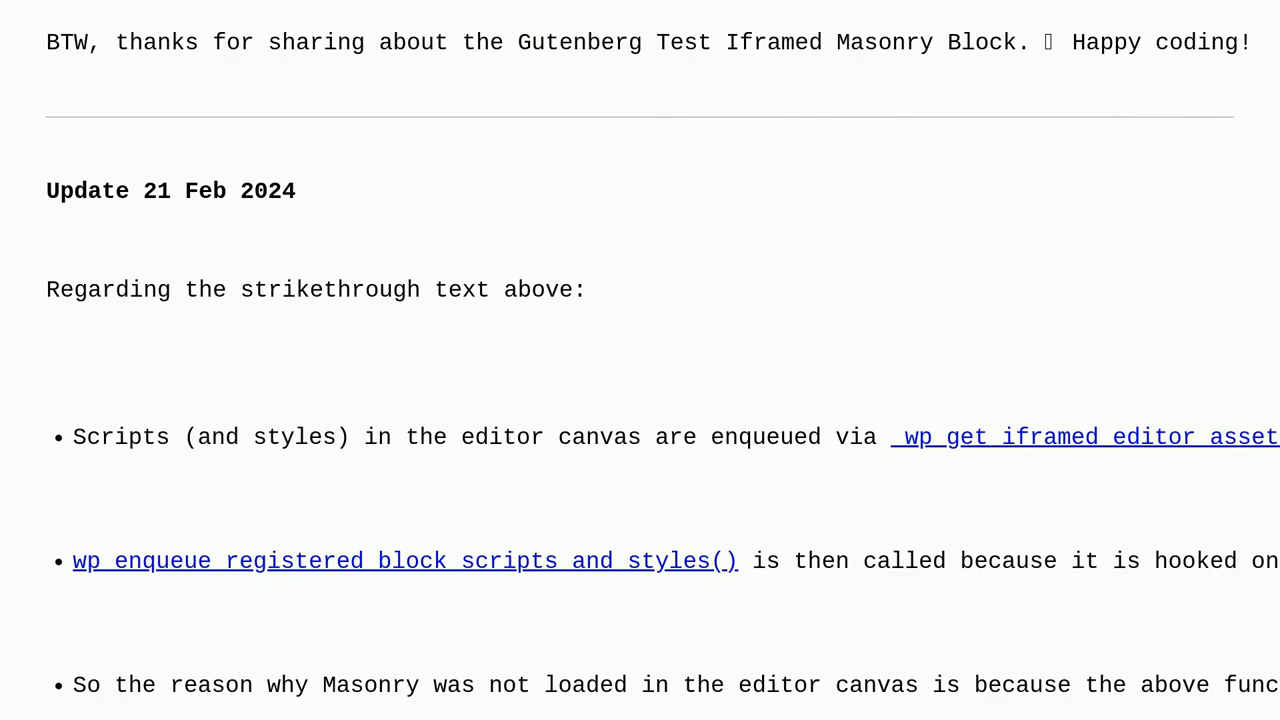 BTW, thanks for sharing about the Gutenberg Test Iframed Masonry Block. Happy coding!
Update 21 Feb 2024
Regarding the strikethrough text above:
• Scripts (and styles) in the editor canvas are enqueued via _wp_get_iframed_editor_asset
• wp_enqueue_registered_block_scripts_and_styles() is then called because it is hooked on
• So the reason why Masonry was not loaded in the editor canvas is because the above func